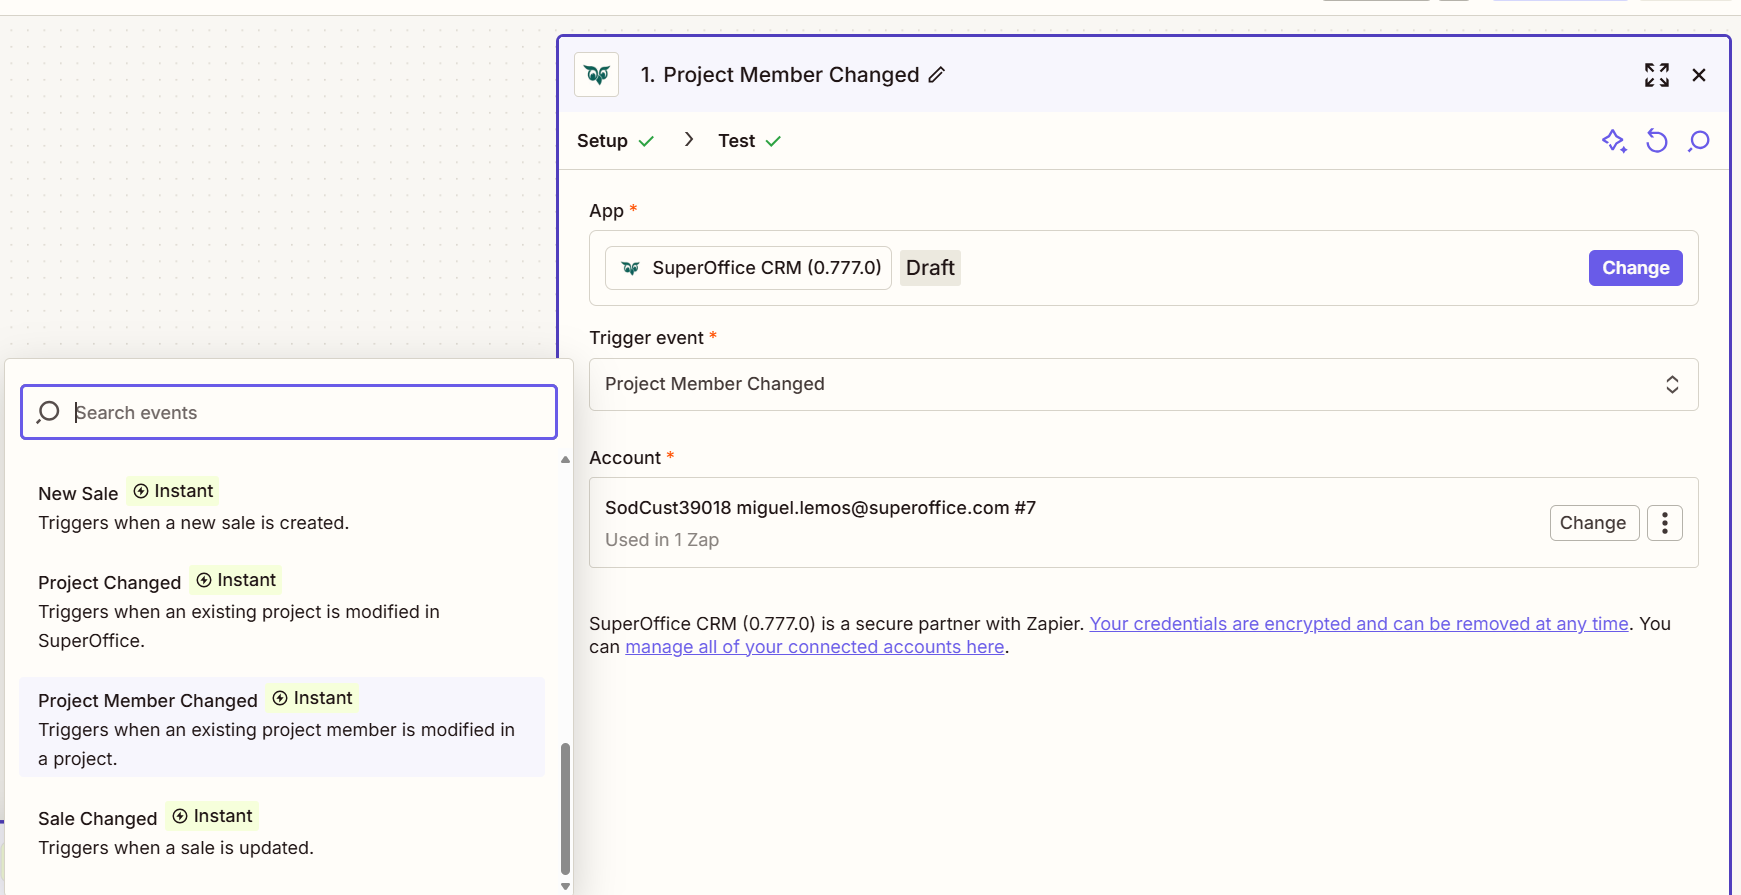 1. Project Member Changed
Setup
Test
App *
SuperOffice CRM (0.777.0)
Draft
Change
Trigger event *
Project Member Changed
Account *
SodCust39018 miguel.lemos@superoffice.com #7
Used in 1 Zap
Change
SuperOffice CRM (0.777.0) is a secure partner with Zapier. Your credentials are encrypted and can be removed at any time. You
can manage all of your connected accounts here.
Search events
New Sale Instant
Triggers when a new sale is created.
Project Changed Instant
Triggers when an existing project is modified in
SuperOffice.
Project Member Changed Instant
Triggers when an existing project member is modified in
a project.
Sale Changed Instant
Triggers when a sale is updated.